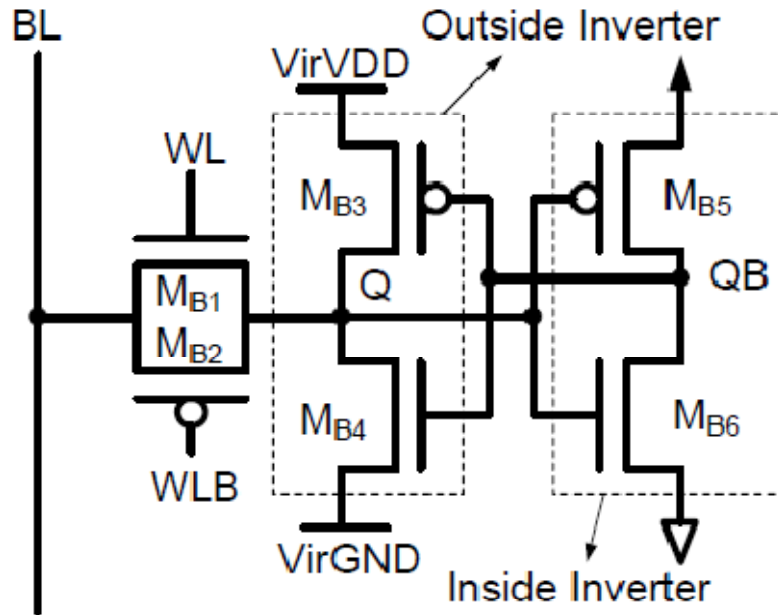 BL
Outside Inverter
VirVDD
WL
MB3
MB5
Q
QB
MB1
MB2
MB4
MB6
WLB
VirGND
Inside Inverter